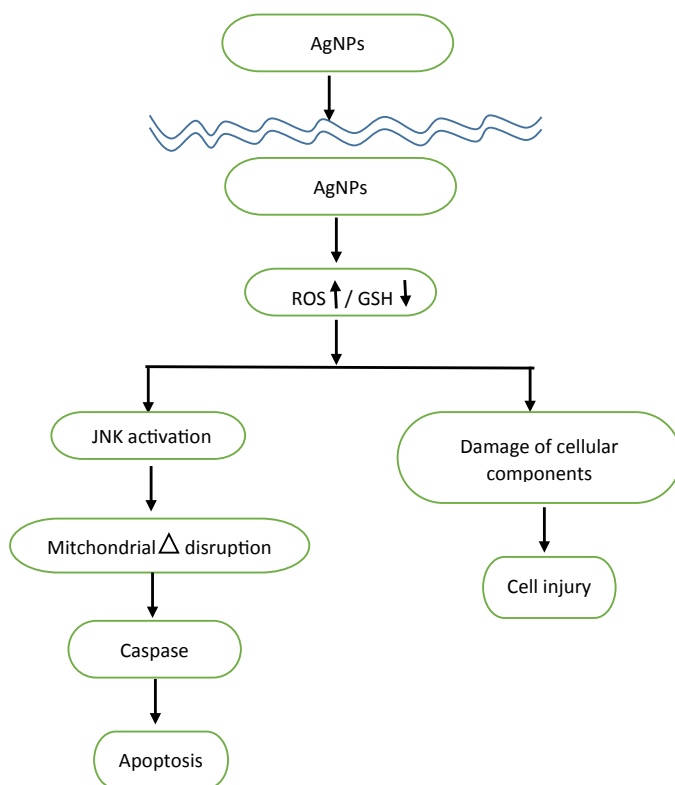 AgNPs
AgNPs
ROS / GSH
JNK activation
Damage of cellular
components
Mitchondrial △ disruption
Cell injury
Caspase
Apoptosis